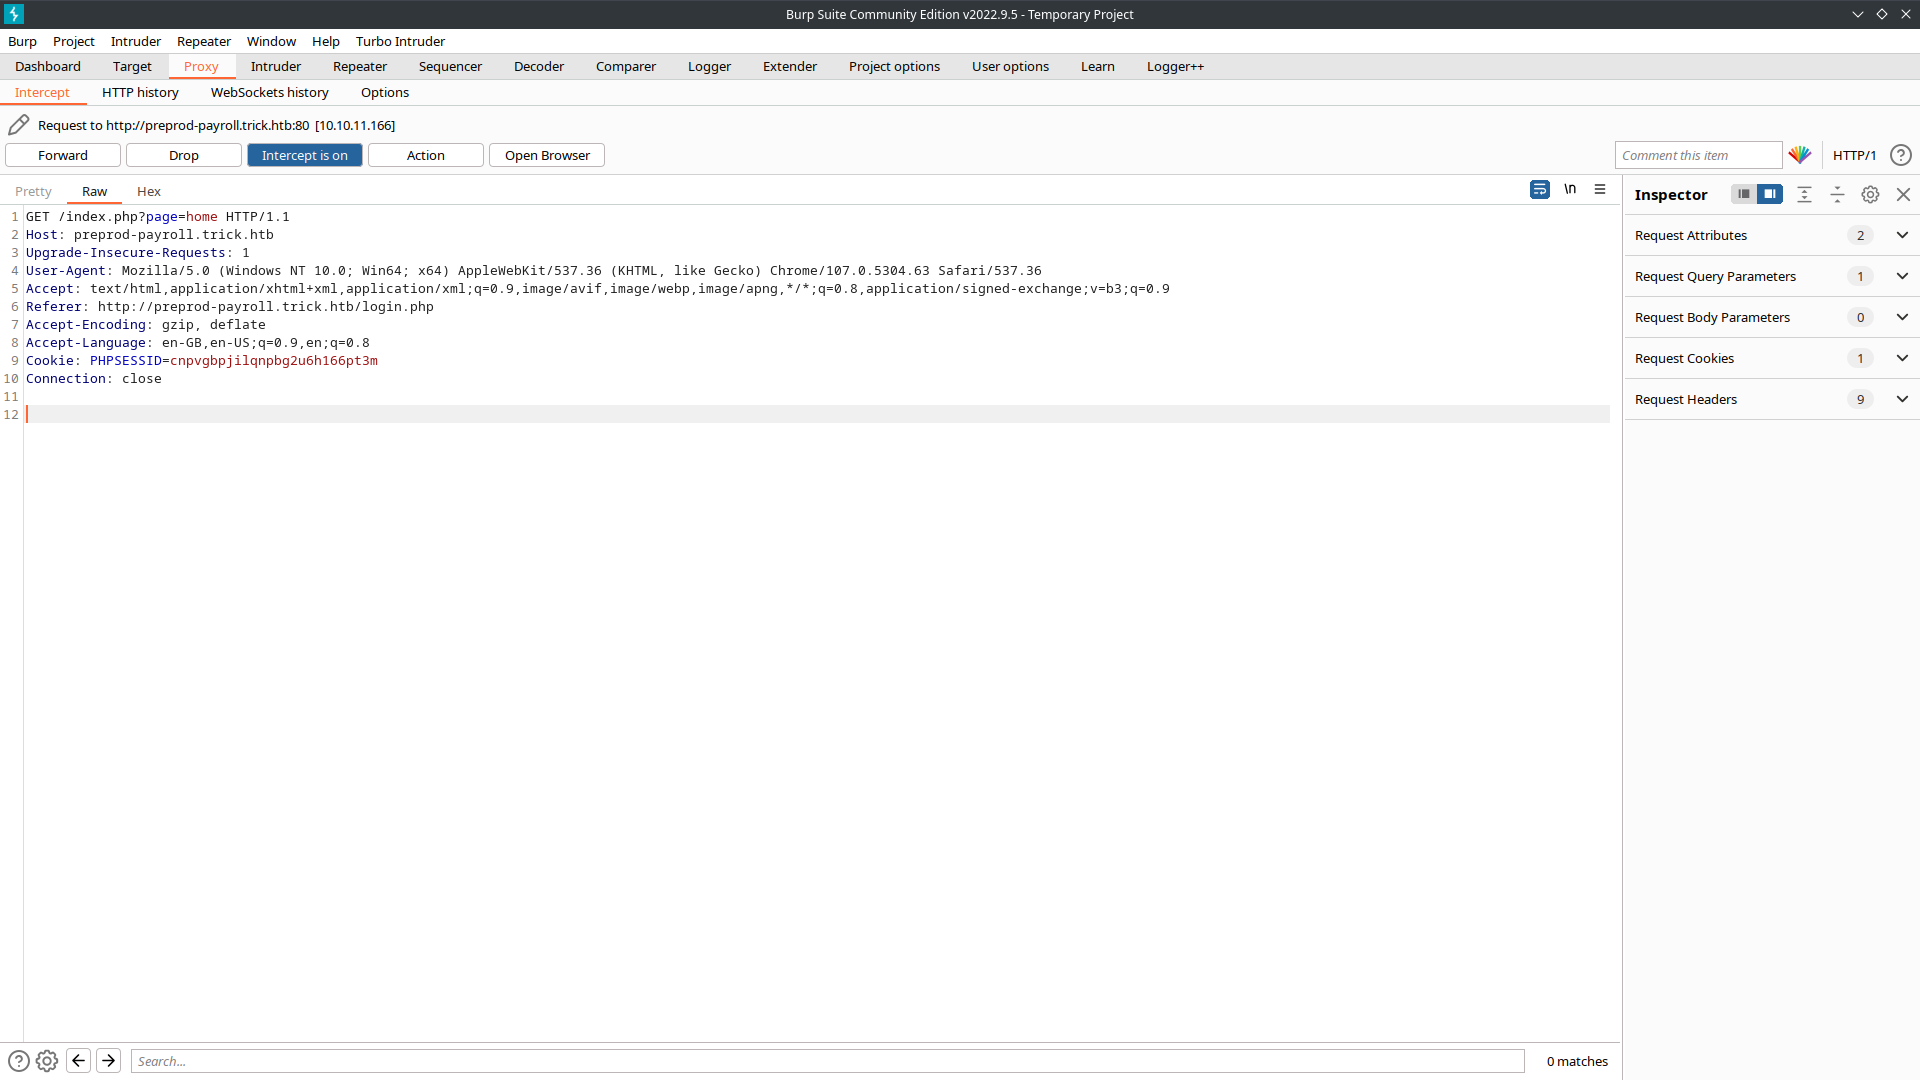 Burp Suite Community Edition v2022.9.5 - Temporary Project
Burp Project Intruder Repeater Window Help Turbo Intruder
Dashboard Target Proxy Intruder Repeater Sequencer Decoder Comparer Logger Extender Project options User options Learn Logger++
Intercept HTTP history WebSockets history Options
Request to http://preprod-payroll.trick.htb:80 [10.10.11.166]
Forward Drop Intercept is on Action Open Browser Comment this item HTTP/1 ?
Pretty Raw Hex \n Inspector
1 GET /index.php?page=home HTTP/1.1
2 Host: preprod-payroll.trick.htb
3 Upgrade-Insecure-Requests: 1
4 User-Agent: Mozilla/5.0 (Windows NT 10.0; Win64; x64) AppleWebKit/537.36 (KHTML, like Gecko) Chrome/107.0.5304.63 Safari/537.36
5 Accept: text/html,application/xhtml+xml,application/xml;q=0.9,image/avif,image/webp,image/apng,*/*;q=0.8,application/signed-exchange;v=b3;q=0.9
6 Referer: http://preprod-payroll.trick.htb/login.php
7 Accept-Encoding: gzip, deflate
8 Accept-Language: en-GB,en-US;q=0.9,en;q=0.8
9 Cookie: PHPSESSID=cnpvgbpjilqnpbg2u6h166pt3m
10 Connection: close
11
12
Request Attributes 2
Request Query Parameters 1
Request Body Parameters 0
Request Cookies 1
Request Headers 9
? Search... 0 matches